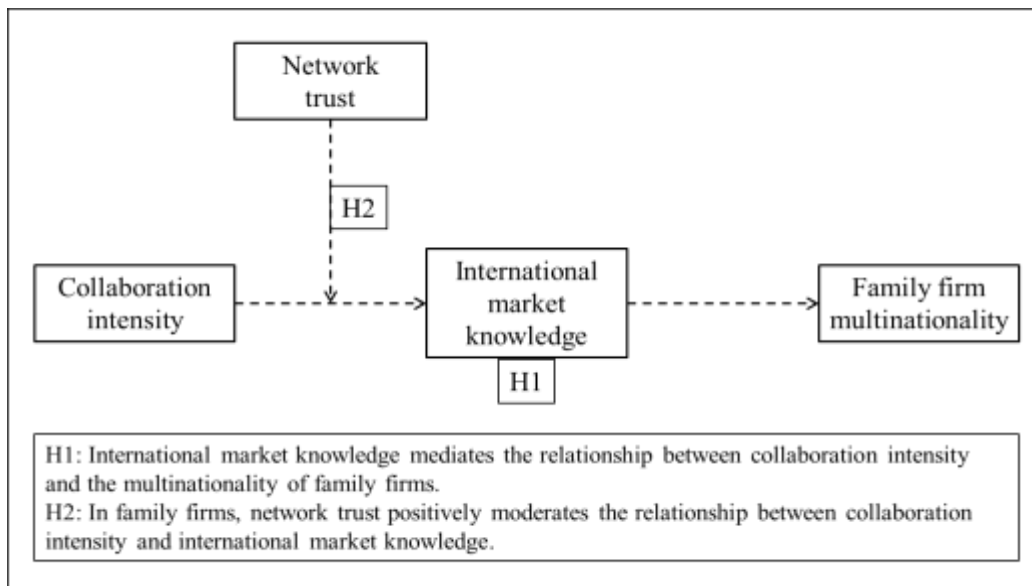 Network
trust
H2
Collaboration
intensity
International
market
knowledge
Family firm
multinationality
H1
H1: International market knowledge mediates the relationship between collaboration intensity
and the multinationality of family firms.
H2: In family firms, network trust positively moderates the relationship between collaboration
intensity and international market knowledge.